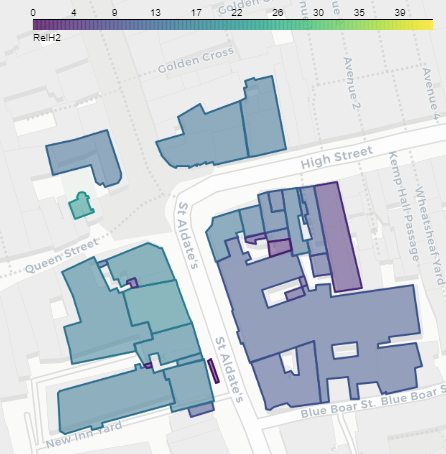 0 4 9 13 17 22 26 30 35 39
RelH2
Golden Cross
Avenue 2
Avenue 4
High Street
Kemp Hall Passage
Wheatsheaf Yard
St Aldate's
Queen Street
St Aldate's
Blue Boar St.
Blue Boar S
New Inn Yard